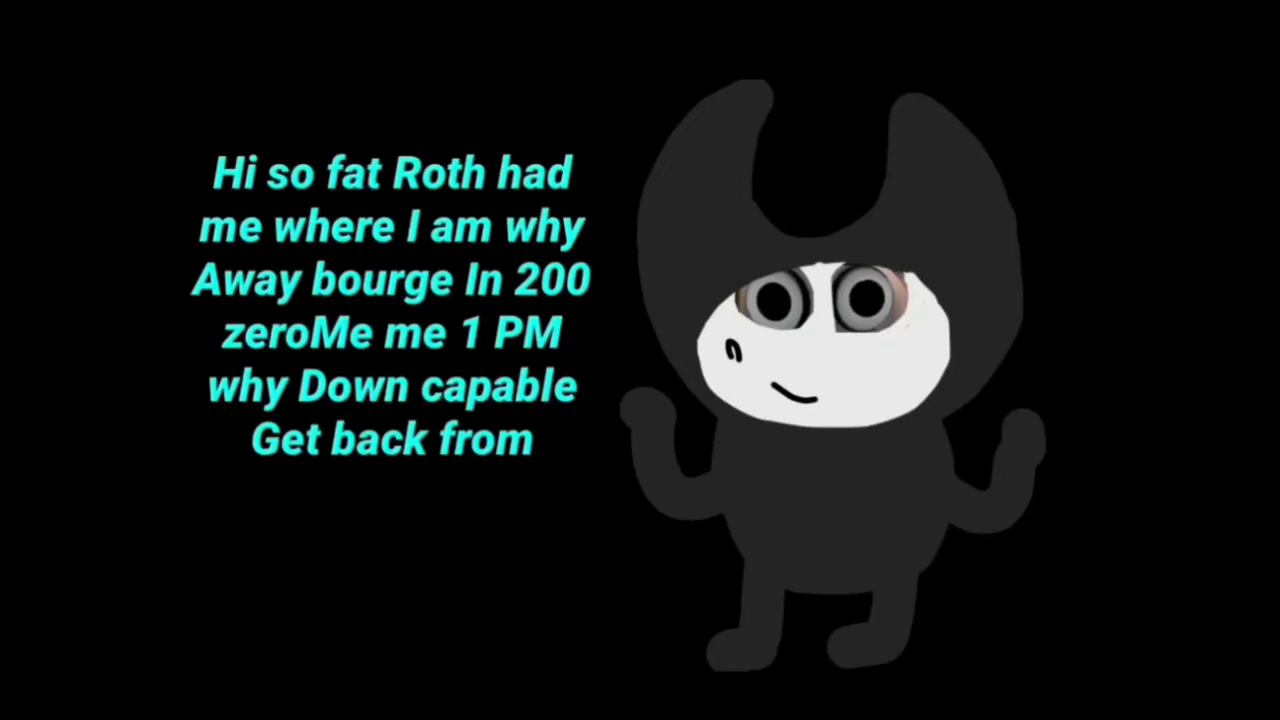 Hi so fat Roth had
me where I am why
Away bourge In 200
zeroMe me 1 PM
why Down capable
Get back from